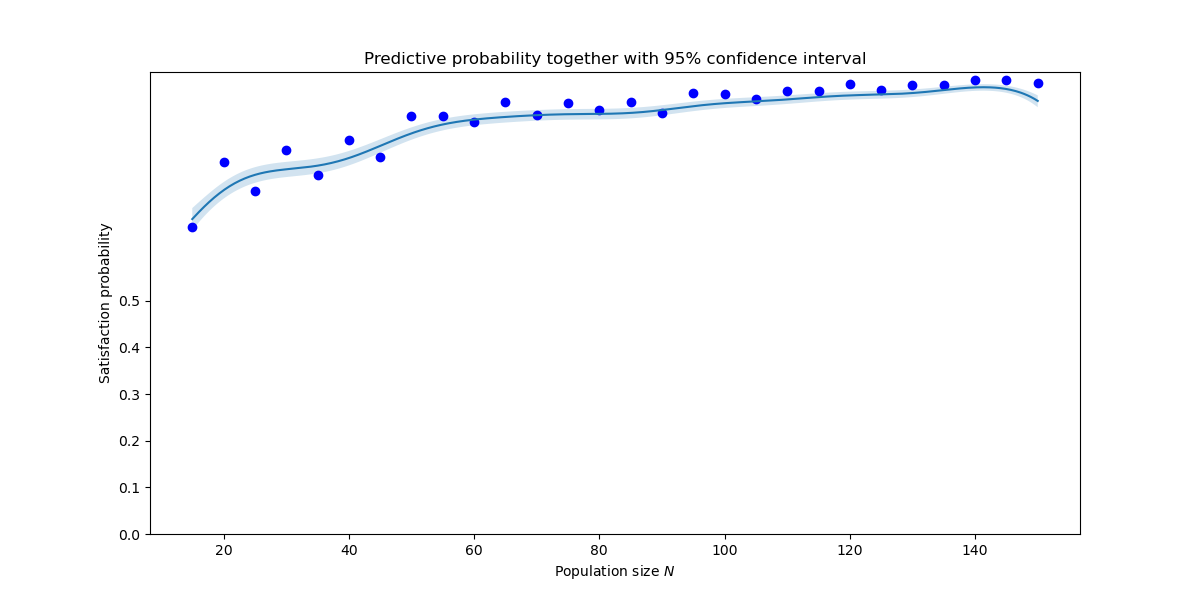 Predictive probability together with 95% confidence interval
Satisfaction probability
0.5
0.4
0.3
0.2
0.1
0.0
20 40 60 80 100 120 140
Population size N